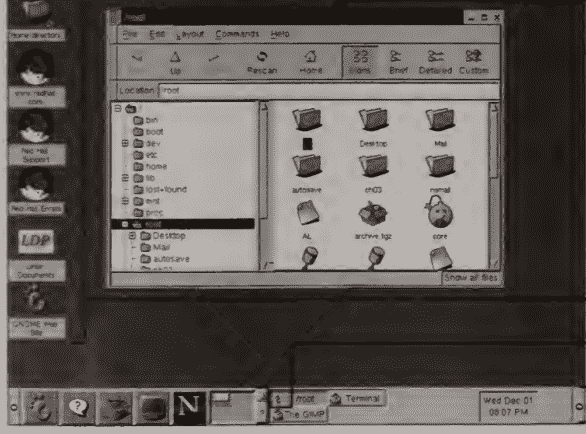 Home directory
www.redhat.com
Red Hat Support
Red Hat Errata
LDP
Linux Documents
GNOME Web Site
/root
File Edit Layout Commands Help
Up Rescan Home Icons Brief Detailed Custom
Location /root
/
bin
boot
dev
etc
home
lib
lost+found
mnt
proc
root
Desktop
Mail
autosave
ch03
Desktop Mail
autosave ch03 nsmail
AL archive.tgz core
Show all files
N
/root Terminal
The GIMP
Wed Dec 01
08:07 PM